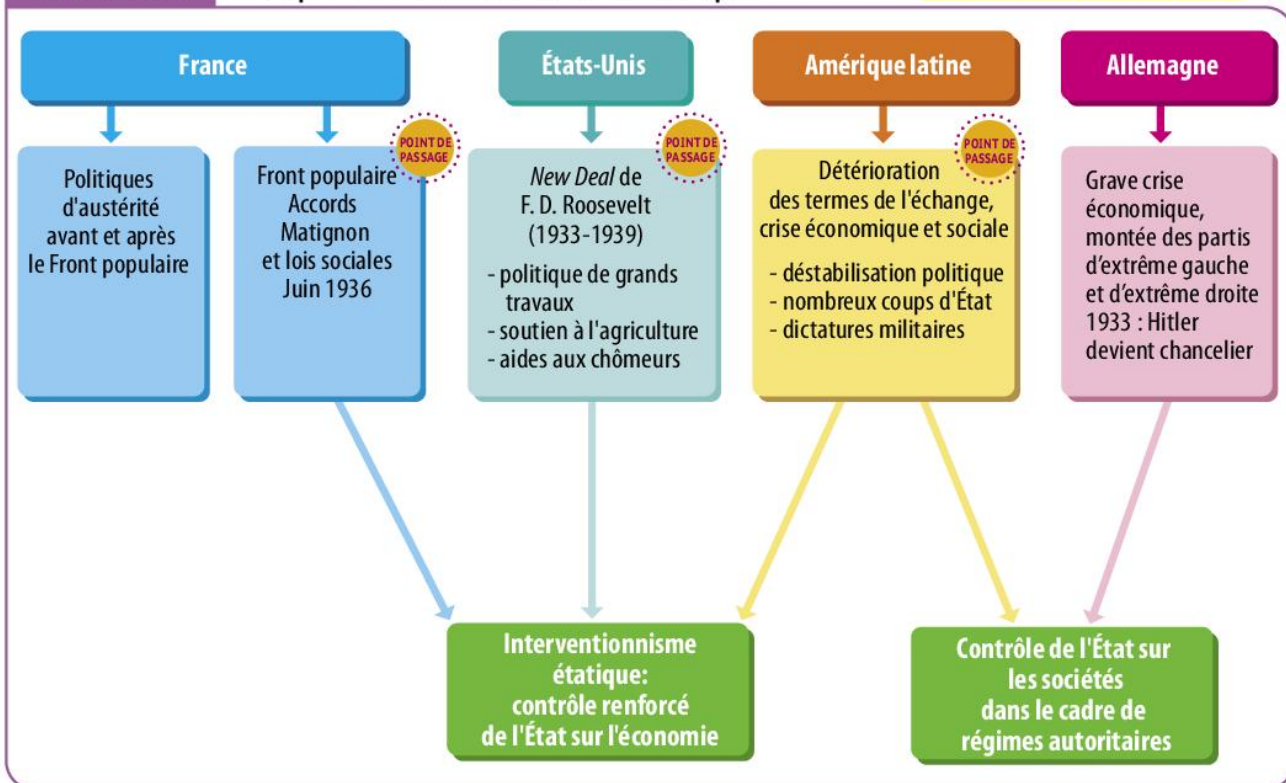 France
Politiques
d'austérité
avant et après
le Front populaire
POINT DE
PASSAGE
Front populaire
Accords
Matignon
et lois sociales
Juin 1936
États-Unis
POINT DE
PASSAGE
New Deal de
F. D. Roosevelt
(1933-1939)
- politique de grands
travaux
- soutien à l'agriculture
- aides aux chômeurs
Amérique latine
POINT DE
PASSAGE
Détérioration
des termes de l'échange,
crise économique et sociale
- déstabilisation politique
- nombreux coups d'État
- dictatures militaires
Allemagne
Grave crise
économique,
montée des partis
d'extrême gauche
et d'extrême droite
1933 : Hitler
devient chancelier
Interventionnisme
étatique:
contrôle renforcé
de l'État sur l'économie
Contrôle de l'État sur
les sociétés
dans le cadre de
régimes autoritaires